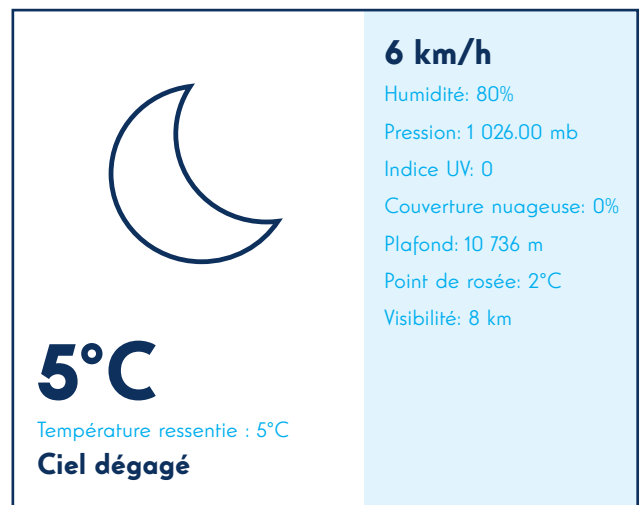 5°C
Température ressentie : 5°C
Ciel dégagé
6 km/h
Humidité: 80%
Pression: 1 026.00 mb
Indice UV: 0
Couverture nuageuse: 0%
Plafond: 10 736 m
Point de rosée: 2°C
Visibilité: 8 km